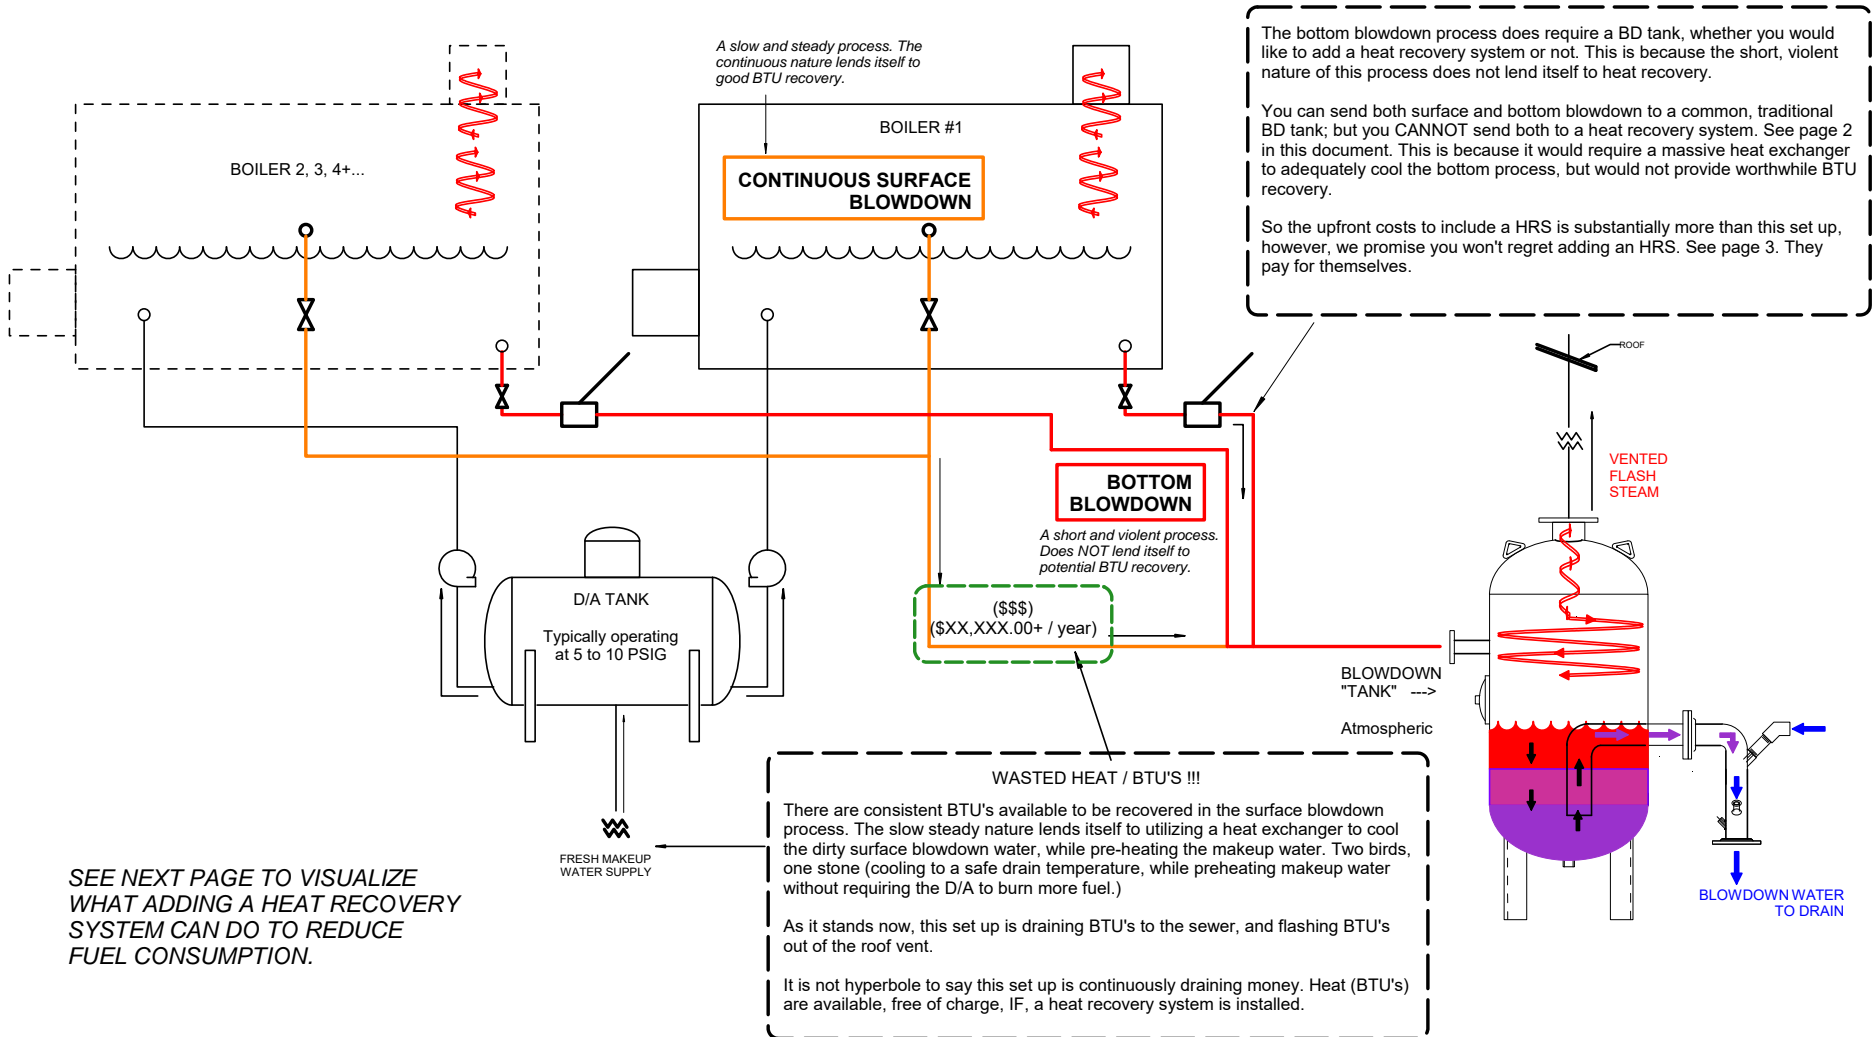 A slow and steady process. The
continuous nature lends itself to
good BTU recovery.
BOILER 2, 3, 4+...
BOILER #1
CONTINUOUS SURFACE
BLOWDOWN
The bottom blowdown process does require a BD tank, whether you would
like to add a heat recovery system or not. This is because the short, violent
nature of this process does not lend itself to heat recovery.
You can send both surface and bottom blowdown to a common, traditional
BD tank; but you CANNOT send both to a heat recovery system. See page 2
in this document. This is because it would require a massive heat exchanger
to adequately cool the bottom process, but would not provide worthwhile BTU
recovery.
So the upfront costs to include a HRS is substantially more than this set up,
however, we promise you won't regret adding an HRS. See page 3. They
pay for themselves.
ROOF
VENTED
FLASH
STEAM
BOTTOM
BLOWDOWN
A short and violent process.
Does NOT lend itself to
potential BTU recovery.
D/A TANK
Typically operating
at 5 to 10 PSIG
($$$)
($XX,XXX.00+ / year)
BLOWDOWN
"TANK" --->
Atmospheric
FRESH MAKEUP
WATER SUPPLY
WASTED HEAT / BTU'S !!!
There are consistent BTU's available to be recovered in the surface blowdown
process. The slow steady nature lends itself to utilizing a heat exchanger to cool
the dirty surface blowdown water, while pre-heating the makeup water. Two birds,
one stone (cooling to a safe drain temperature, while preheating makeup water
without requiring the D/A to burn more fuel.)
As it stands now, this set up is draining BTU's to the sewer, and flashing BTU's
out of the roof vent.
It is not hyperbole to say this set up is continuously draining money. Heat (BTU's)
are available, free of charge, IF, a heat recovery system is installed.
BLOWDOWN WATER
TO DRAIN
SEE NEXT PAGE TO VISUALIZE
WHAT ADDING A HEAT RECOVERY
SYSTEM CAN DO TO REDUCE
FUEL CONSUMPTION.